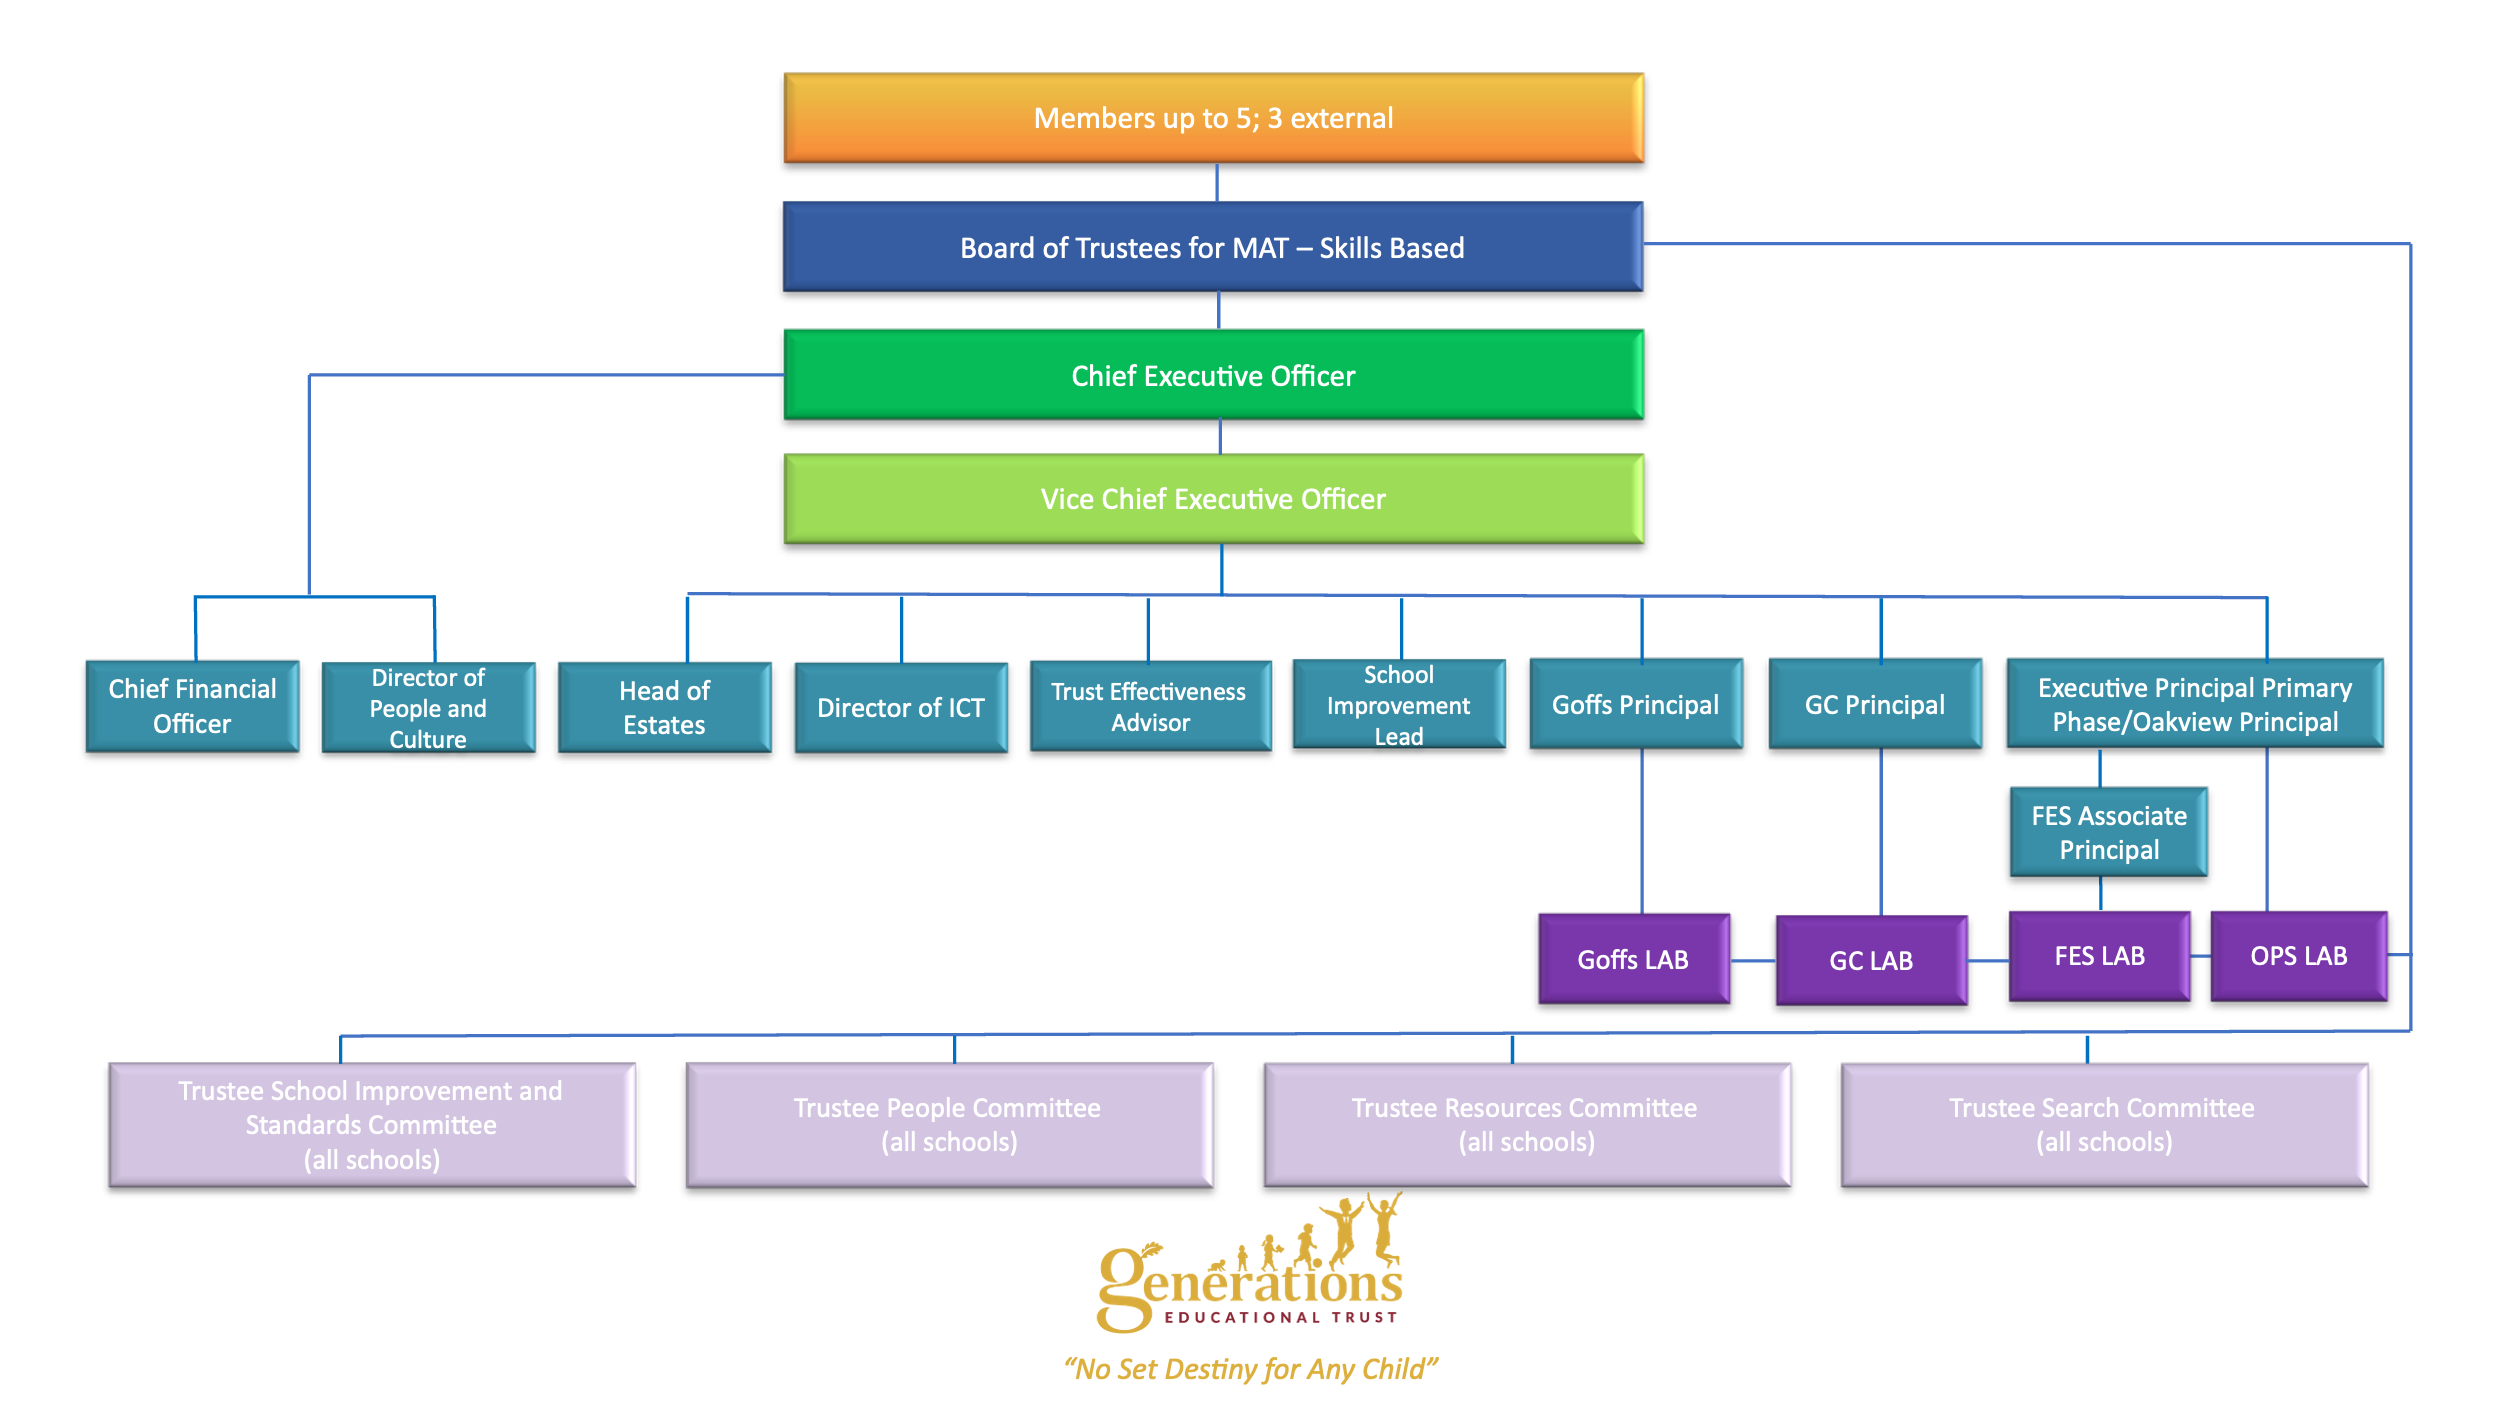 Members up to 5; 3 external
Board of Trustees for MAT – Skills Based
Chief Executive Officer
Vice Chief Executive Officer
Chief Financial
Officer
Director of
People and
Culture
Head of
Estates
Director of ICT
Trust Effectiveness
Advisor
School
Improvement
Lead
Goffs Principal
GC Principal
Executive Principal Primary
Phase/Oakview Principal
FES Associate
Principal
Goffs LAB
GC LAB
FES LAB
OPS LAB
Trustee School Improvement and
Standards Committee
(all schools)
Trustee People Committee
(all schools)
Trustee Resources Committee
(all schools)
Trustee Search Committee
(all schools)
generations
EDUCATIONAL TRUST
“No Set Destiny for Any Child”